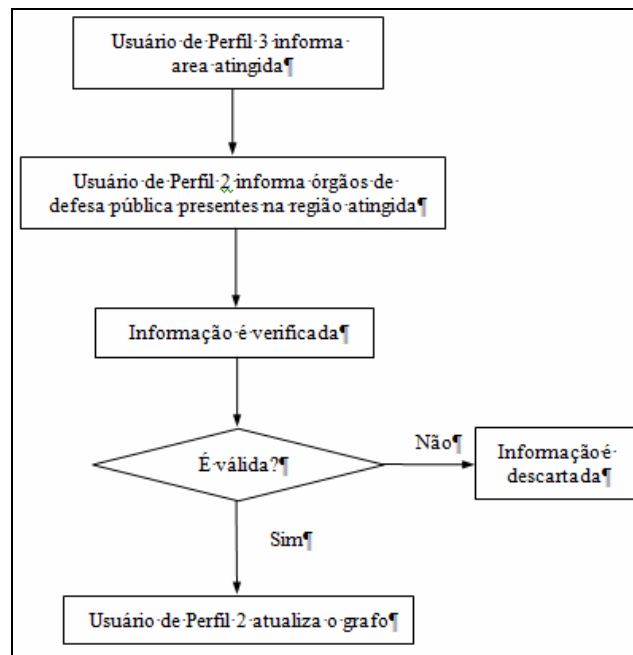 Usuário·de·Perfil·3·informa·
area·atingida¶
Usuário·de·Perfil·2·informa·órgãos·de·
defesa·pública·presentes·na·região·atingida¶
Informação·é·verificada¶
É·válida?¶
Não¶
Informação·é·
descartada¶
Sim¶
Usuário·de·Perfil·2·atualiza·o·grafo¶